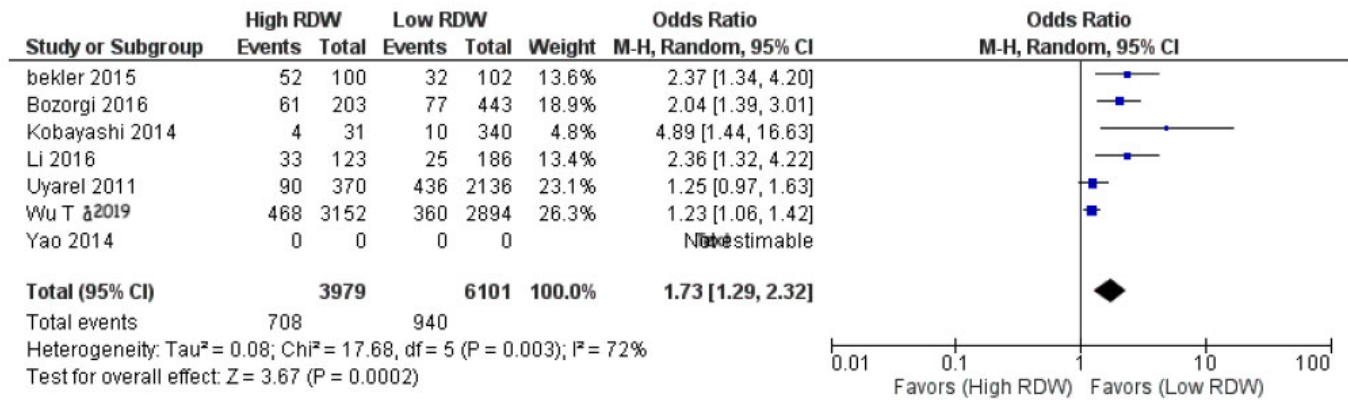 High RDW Low RDW Odds Ratio Odds Ratio
Study or Subgroup Events Total Events Total Weight M-H, Random, 95% CI M-H, Random, 95% CI
bekler 2015 52 100 32 102 13.6% 2.37 [1.34, 4.20]
Bozorgi 2016 61 203 77 443 18.9% 2.04 [1.39, 3.01]
Kobayashi 2014 4 31 10 340 4.8% 4.89 [1.44, 16.63]
Li 2016 33 123 25 186 13.4% 2.36 [1.32, 4.22]
Uyarel 2011 90 370 436 2136 23.1% 1.25 [0.97, 1.63]
Wu T å2019 468 3152 360 2894 26.3% 1.23 [1.06, 1.42]
Yao 2014 0 0 0 0 estimable
Total (95% CI) 3979 6101 100.0% 1.73 [1.29, 2.32]
Total events 708 940
Heterogeneity: Tau² = 0.08; Chi² = 17.68, df = 5 (P = 0.003); I² = 72%
Test for overall effect: Z = 3.67 (P = 0.0002)
0.01 0.1 1 10 100
Favors (High RDW) Favors (Low RDW)